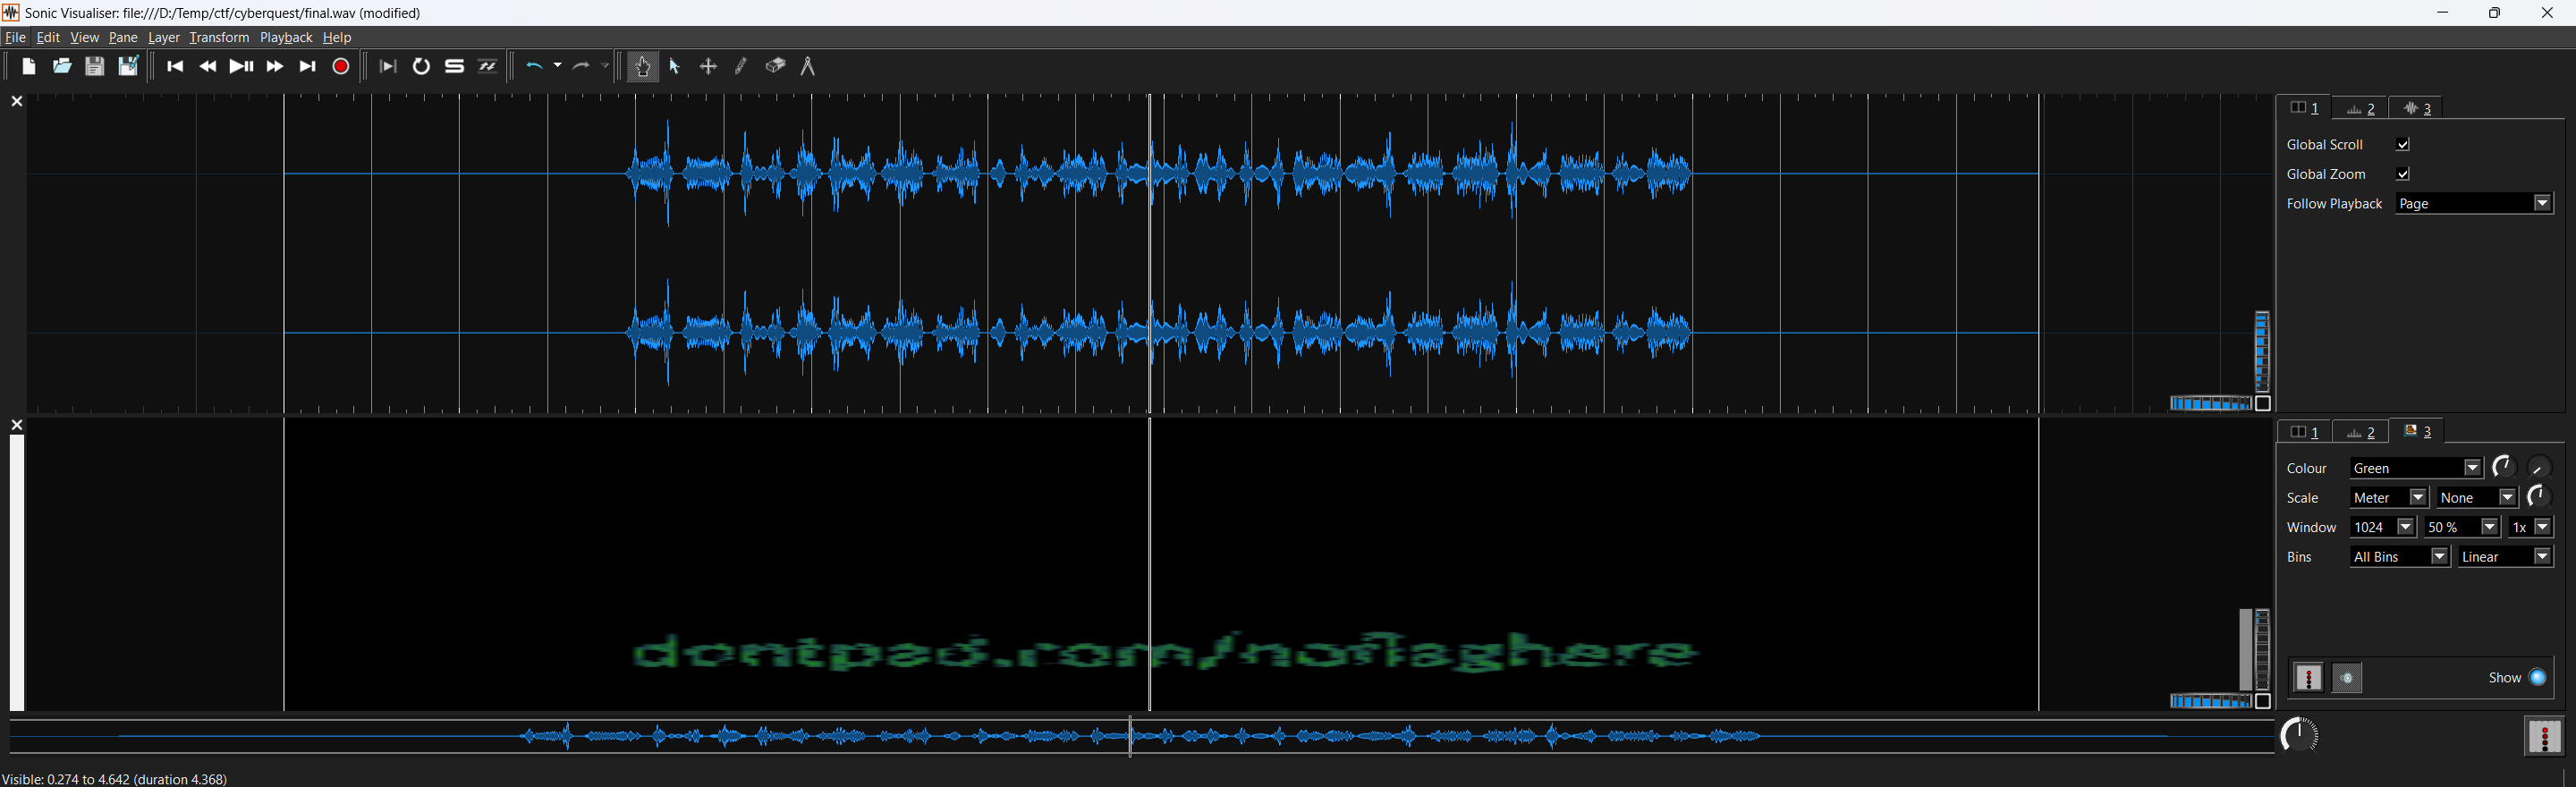 Sonic Visualiser: file:///D:/Temp/ctf/cyberquest/final.wav (modified)
File Edit View Pane Layer Transform Playback Help
1 2 3
Global Scroll
Global Zoom
Follow Playback Page
1 2 3
Colour Green
Scale Meter None
Window 1024 50 % 1x
Bins All Bins Linear
dontpad.com/noflaghere
Show
Visible: 0.274 to 4.642 (duration 4.368)